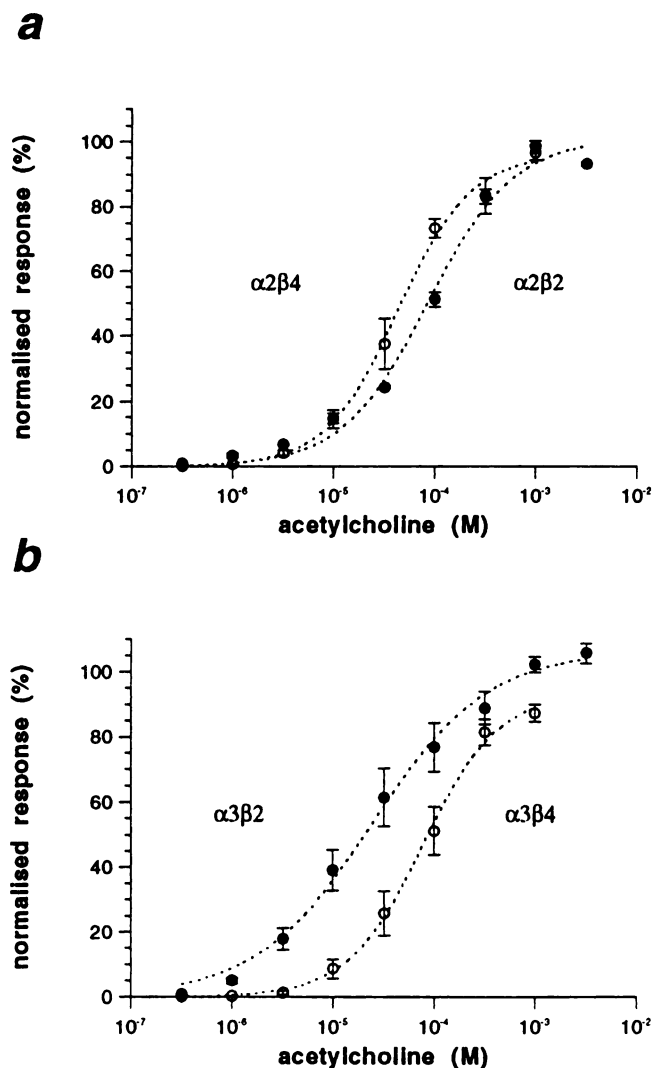 a
normalised response (%)
100
80
60
40
20
0
α2β4
α2β2
10⁻⁷ 10⁻⁶ 10⁻⁵ 10⁻⁴ 10⁻³ 10⁻²
acetylcholine (M)
b
normalised response (%)
100
80
60
40
20
0
α3β2
α3β4
10⁻⁷ 10⁻⁶ 10⁻⁵ 10⁻⁴ 10⁻³ 10⁻²
acetylcholine (M)